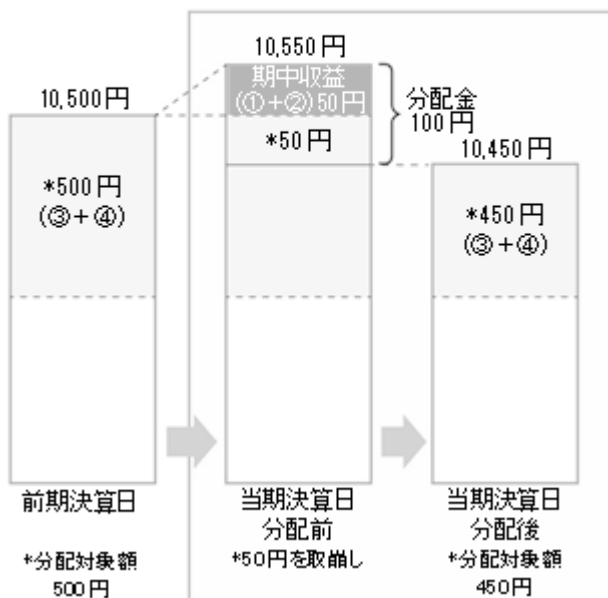 10,550円
期中収益
(①+②)50円
分配金
100円
10,500円
*50円
10,450円
*500円
(③+④)
*450円
(③+④)
前期決算日
当期決算日
分配前
当期決算日
分配後
*分配対象額
500円
*50円を取崩し
*分配対象額
450円